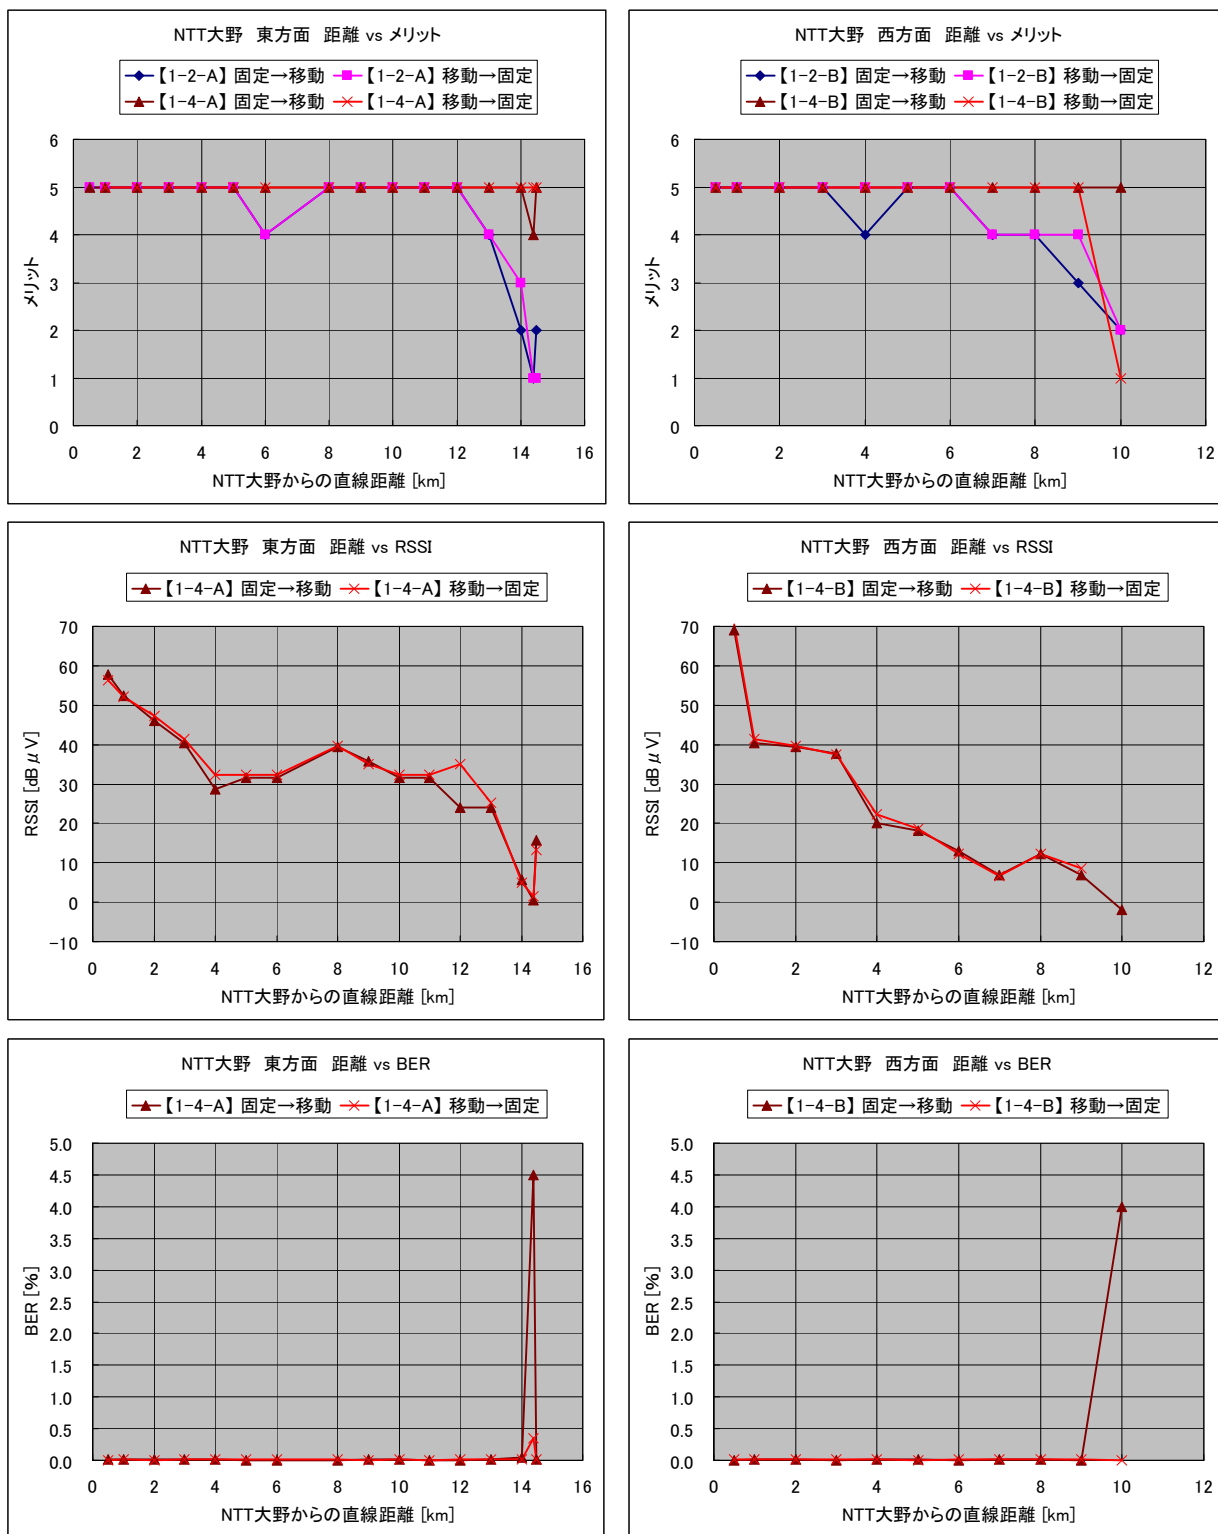 NTT大野　東方面　距離 vs メリット
【1-2-A】 固定→移動 【1-2-A】 移動→固定
【1-4-A】 固定→移動 【1-4-A】 移動→固定
6
5
4
3
2
1
0
メリット
0 2 4 6 8 10 12 14 16
NTT大野からの直線距離 [km]
NTT大野　西方面　距離 vs メリット
【1-2-B】 固定→移動 【1-2-B】 移動→固定
【1-4-B】 固定→移動 【1-4-B】 移動→固定
6
5
4
3
2
1
0
メリット
0 2 4 6 8 10 12
NTT大野からの直線距離 [km]
NTT大野　東方面　距離 vs RSSI
【1-4-A】 固定→移動 【1-4-A】 移動→固定
70
60
50
40
30
20
10
0
-10
RSSI [dBμV]
0 2 4 6 8 10 12 14 16
NTT大野からの直線距離 [km]
NTT大野　西方面　距離 vs RSSI
【1-4-B】 固定→移動 【1-4-B】 移動→固定
70
60
50
40
30
20
10
0
-10
RSSI [dBμV]
0 2 4 6 8 10 12
NTT大野からの直線距離 [km]
NTT大野　東方面　距離 vs BER
【1-4-A】 固定→移動 【1-4-A】 移動→固定
5.0
4.5
4.0
3.5
3.0
2.5
2.0
1.5
1.0
0.5
0.0
BER [%]
0 2 4 6 8 10 12 14 16
NTT大野からの直線距離 [km]
NTT大野　西方面　距離 vs BER
【1-4-B】 固定→移動 【1-4-B】 移動→固定
5.0
4.5
4.0
3.5
3.0
2.5
2.0
1.5
1.0
0.5
0.0
BER [%]
0 2 4 6 8 10 12
NTT大野からの直線距離 [km]